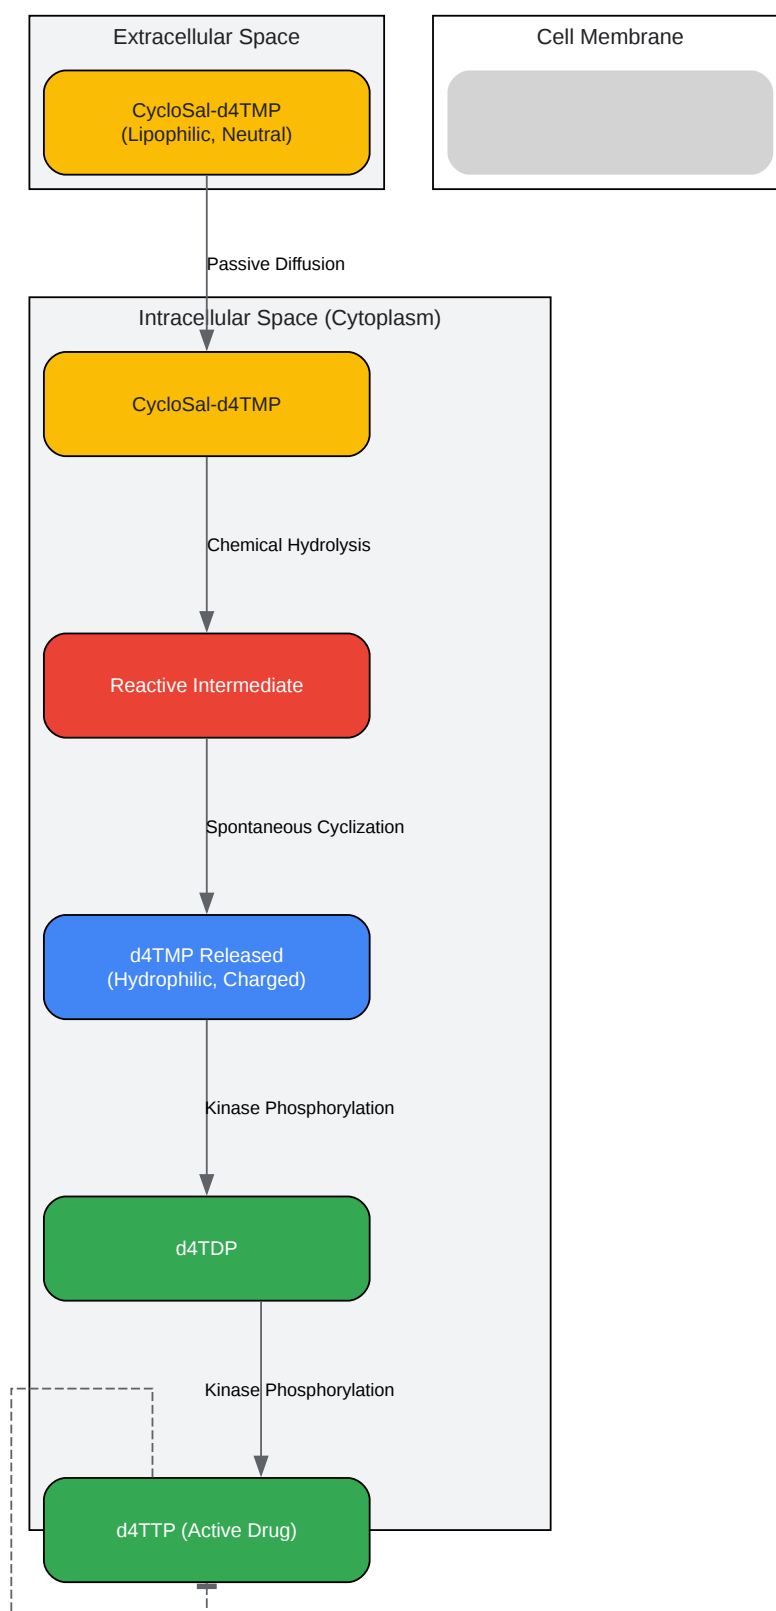 Extracellular Space
Cell Membrane
CycloSal-d4TMP
(Lipophilic, Neutral)
Passive Diffusion
Intracellular Space (Cytoplasm)
CycloSal-d4TMP
Chemical Hydrolysis
Reactive Intermediate
Spontaneous Cyclization
d4TMP Released
(Hydrophilic, Charged)
Kinase Phosphorylation
d4TDP
Kinase Phosphorylation
d4TTP (Active Drug)